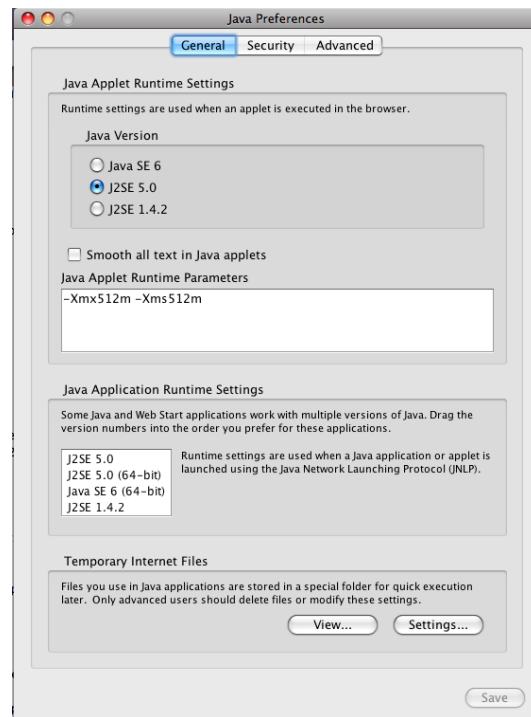 Java Preferences
General Security Advanced
Java Applet Runtime Settings
Runtime settings are used when an applet is executed in the browser.
Java Version
Java SE 6
J2SE 5.0
J2SE 1.4.2
Smooth all text in Java applets
Java Applet Runtime Parameters
-Xmx512m -Xms512m
Java Application Runtime Settings
Some Java and Web Start applications work with multiple versions of Java. Drag the
version numbers into the order you prefer for these applications.
J2SE 5.0
J2SE 5.0 (64-bit)
Java SE 6 (64-bit)
J2SE 1.4.2
Runtime settings are used when a Java application or applet is
launched using the Java Network Launching Protocol (JNLP).
Temporary Internet Files
Files you use in Java applications are stored in a special folder for quick execution
later. Only advanced users should delete files or modify these settings.
View... Settings...
Save